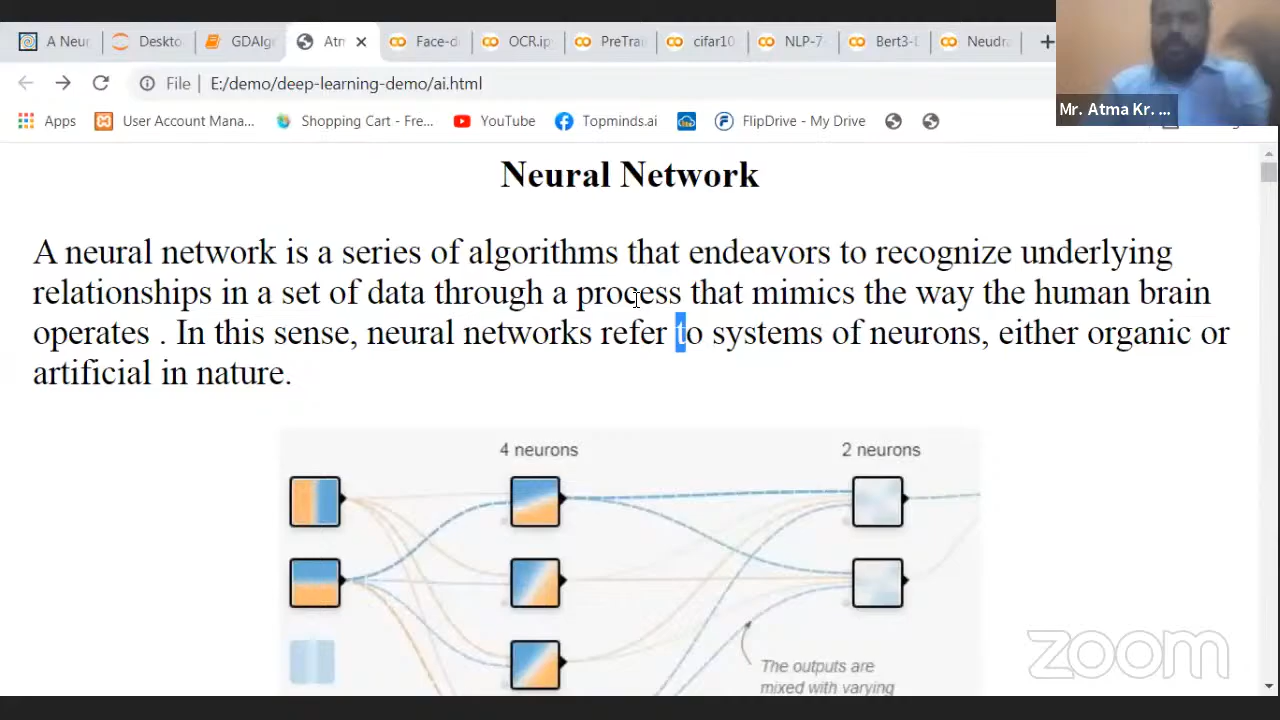 A Neur
Deskto
GDAlgr
Atm
Face-d
OCR.ip
PreTrai
cifar10
NLP-7
Bert3-
Neudra
File
E:/demo/deep-learning-demo/ai.html
Mr. Atma Kr. ...
Apps
User Account Mana...
Shopping Cart - Fre...
YouTube
Topminds.ai
FlipDrive - My Drive
Neural Network
A neural network is a series of algorithms that endeavors to recognize underlying
relationships in a set of data through a process that mimics the way the human brain
operates . In this sense, neural networks refer to systems of neurons, either organic or
artificial in nature.
4 neurons
2 neurons
The outputs are
mixed with varying
zoom